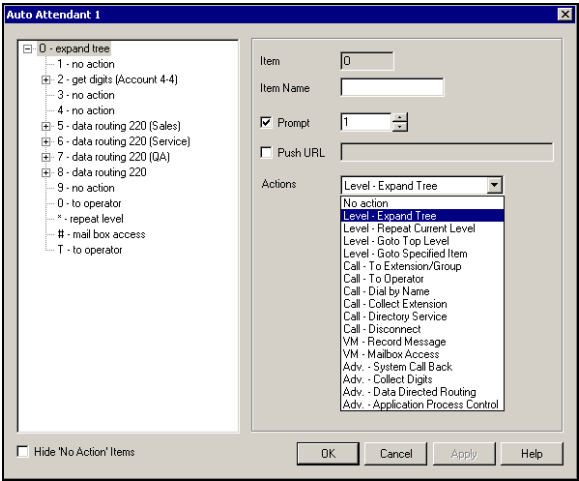 Auto Attendant 1
0 - expand tree
1 - no action
2 - get digits (Account 4-4)
3 - no action
4 - no action
5 - data routing 220 (Sales)
6 - data routing 220 (Service)
7 - data routing 220 (QA)
8 - data routing 220
9 - no action
0 - to operator
* - repeat level
# - mail box access
T - to operator
Hide 'No Action' Items
Item 0
Item Name
Prompt 1
Push URL
Actions Level - Expand Tree
No action
Level - Expand Tree
Level - Repeat Current Level
Level - Goto Top Level
Level - Goto Specified Item
Call - To Extension/Group
Call - To Operator
Call - Dial by Name
Call - Collect Extension
Call - Directory Service
Call - Disconnect
VM - Record Message
VM - Mailbox Access
Adv. - System Call Back
Adv. - Collect Digits
Adv. - Data Directed Routing
Adv. - Application Process Control
OK Cancel Apply Help